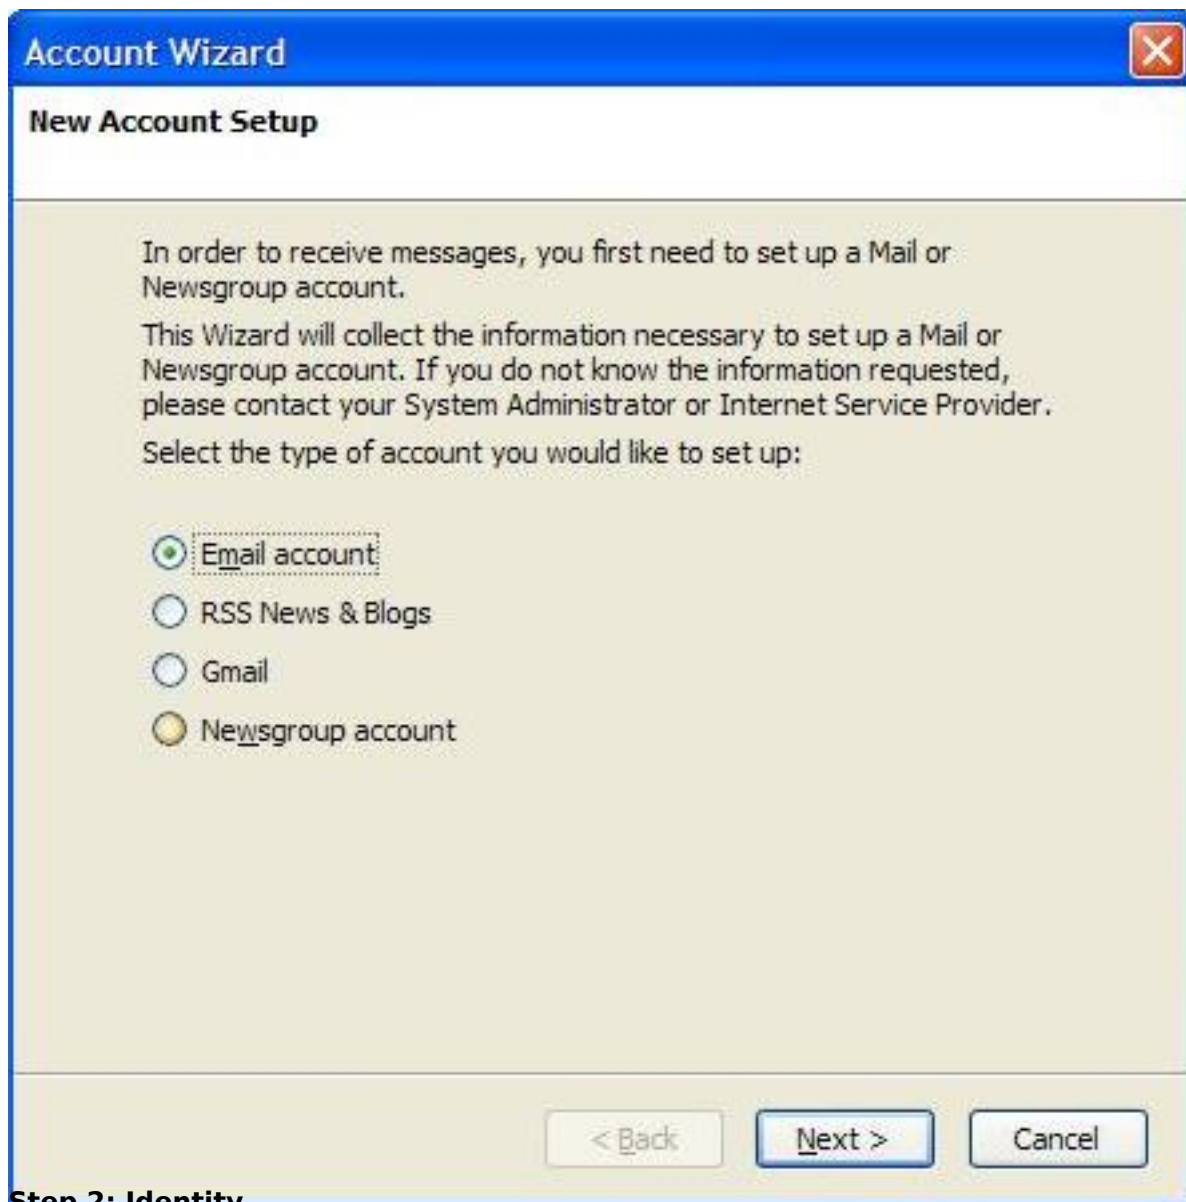 Account Wizard
New Account Setup
In order to receive messages, you first need to set up a Mail or
Newsgroup account.
This Wizard will collect the information necessary to set up a Mail or
Newsgroup account. If you do not know the information requested,
please contact your System Administrator or Internet Service Provider.
Select the type of account you would like to set up:
Email account
RSS News & Blogs
Gmail
Newsgroup account
< Back Next > Cancel
Step 2: Identity